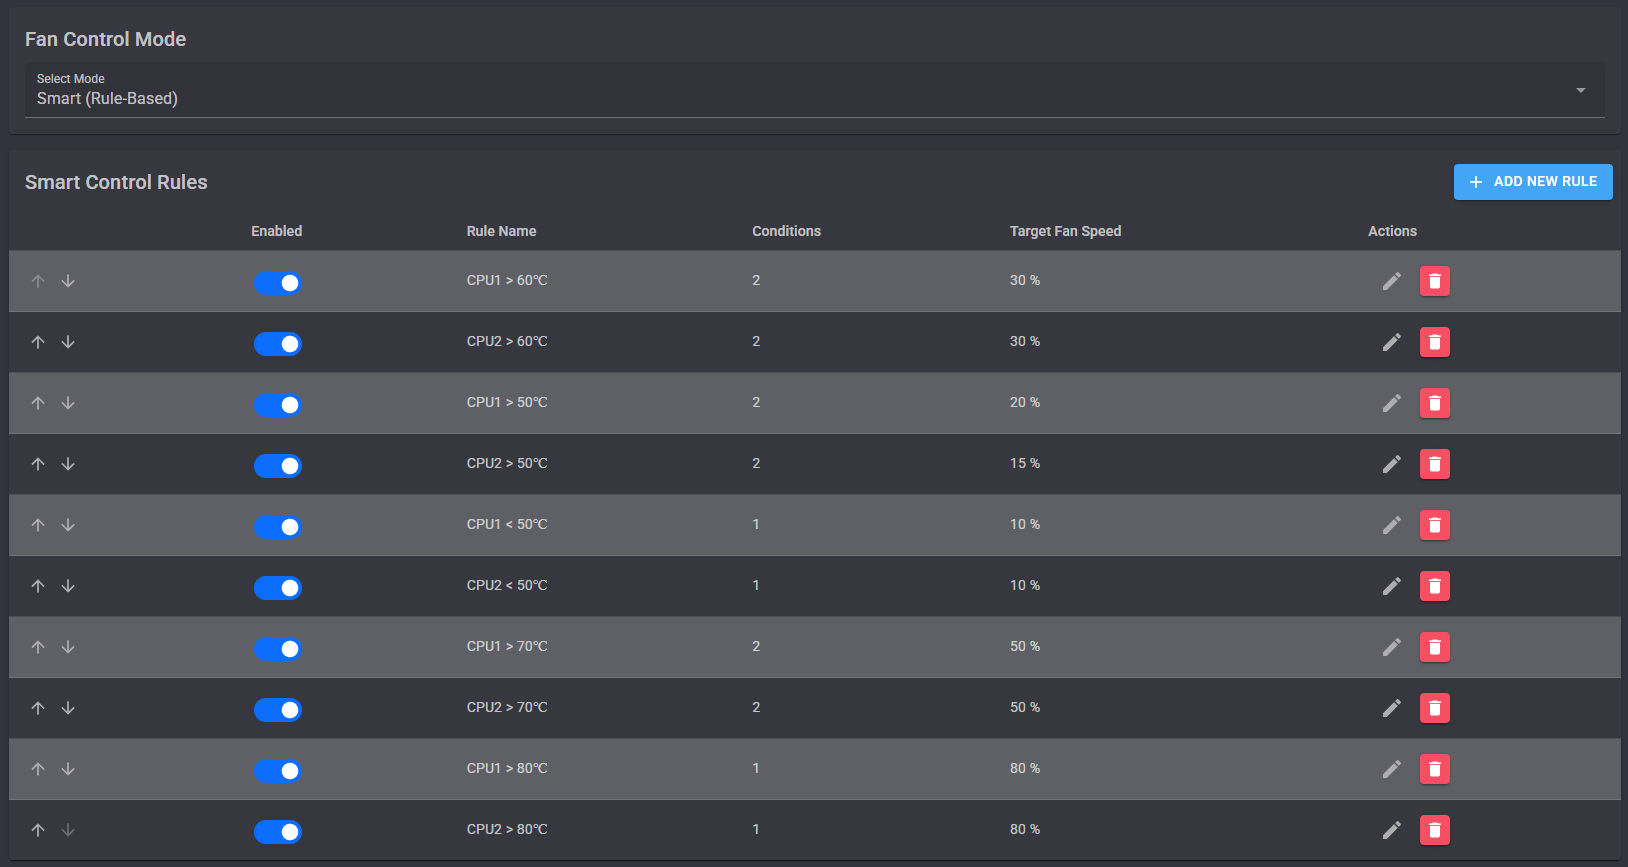 Fan Control Mode
Select Mode
Smart (Rule-Based)
Smart Control Rules
ADD NEW RULE
Enabled Rule Name Conditions Target Fan Speed Actions
CPU1 > 60℃ 2 30 %
CPU2 > 60℃ 2 30 %
CPU1 > 50℃ 2 20 %
CPU2 > 50℃ 2 15 %
CPU1 < 50℃ 1 10 %
CPU2 < 50℃ 1 10 %
CPU1 > 70℃ 2 50 %
CPU2 > 70℃ 2 50 %
CPU1 > 80℃ 1 80 %
CPU2 > 80℃ 1 80 %